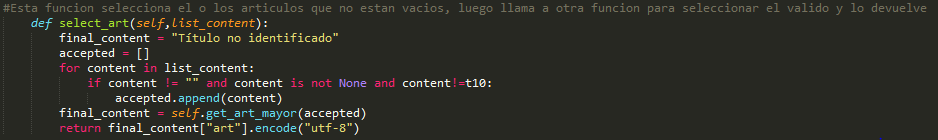 #Esta funcion selecciona el o los articulos que no estan vacios, luego llama a otra funcion para seleccionar el valido y lo devuelve
def select_art(self,list_content):
final_content = "Título no identificado"
accepted = []
for content in list_content:
if content != "" and content is not None and content!=t10:
accepted.append(content)
final_content = self.get_art_mayor(accepted)
return final_content["art"].encode("utf-8")